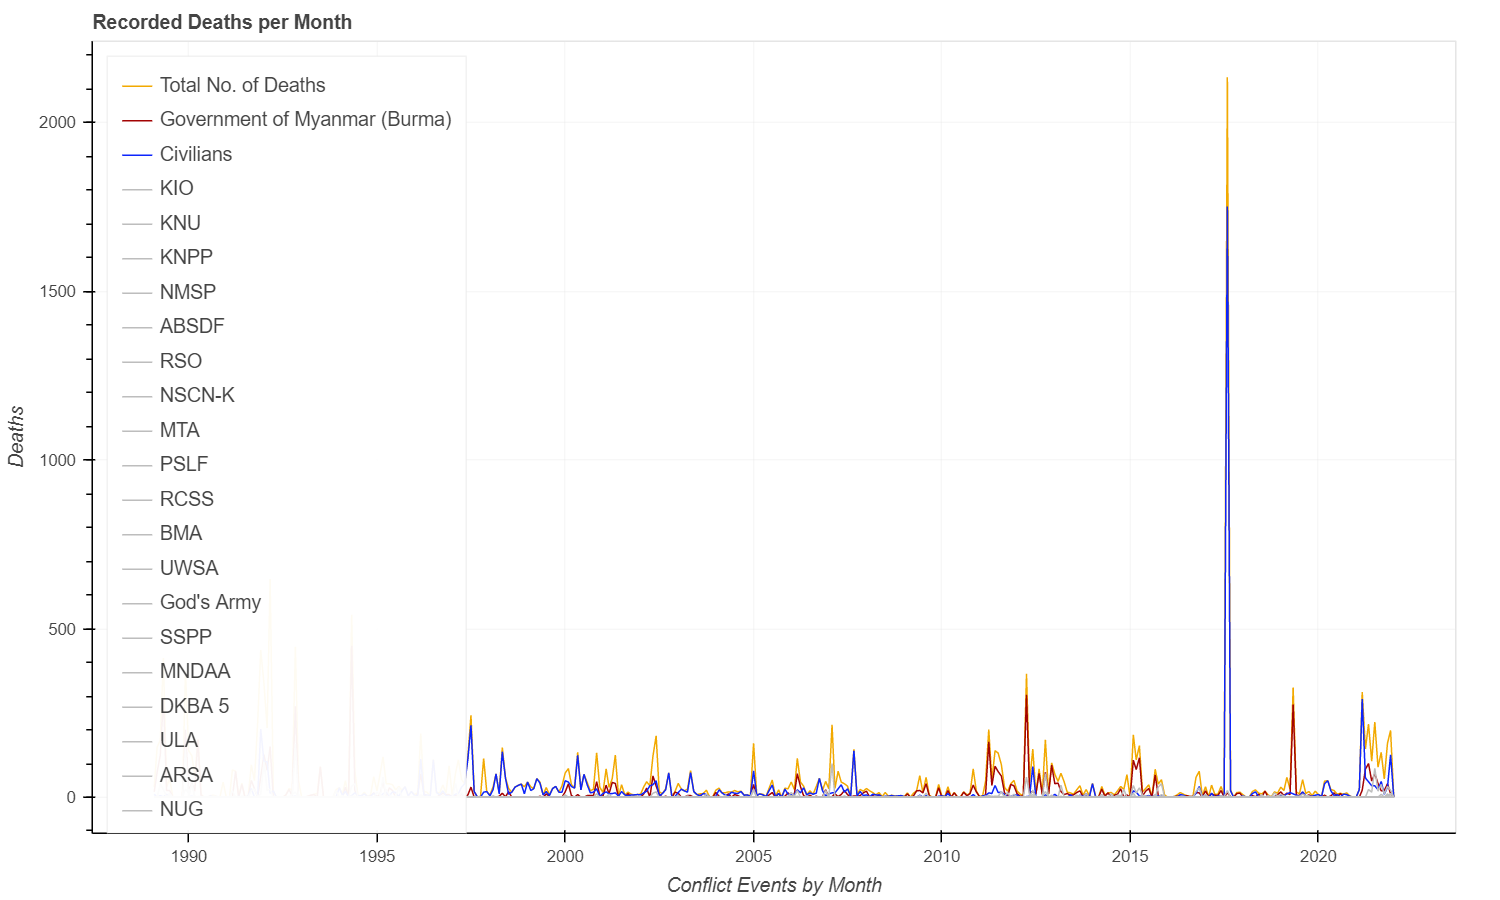 Recorded Deaths per Month
Total No. of Deaths
Government of Myanmar (Burma)
Civilians
KIO
KNU
KNPP
NMSP
ABSDF
RSO
NSCN-K
MTA
PSLF
RCSS
BMA
UWSA
God's Army
SSPP
MNDAA
DKBA 5
ULA
ARSA
NUG
2000
1500
1000
500
0
Deaths
1990 1995 2000 2005 2010 2015 2020
Conflict Events by Month